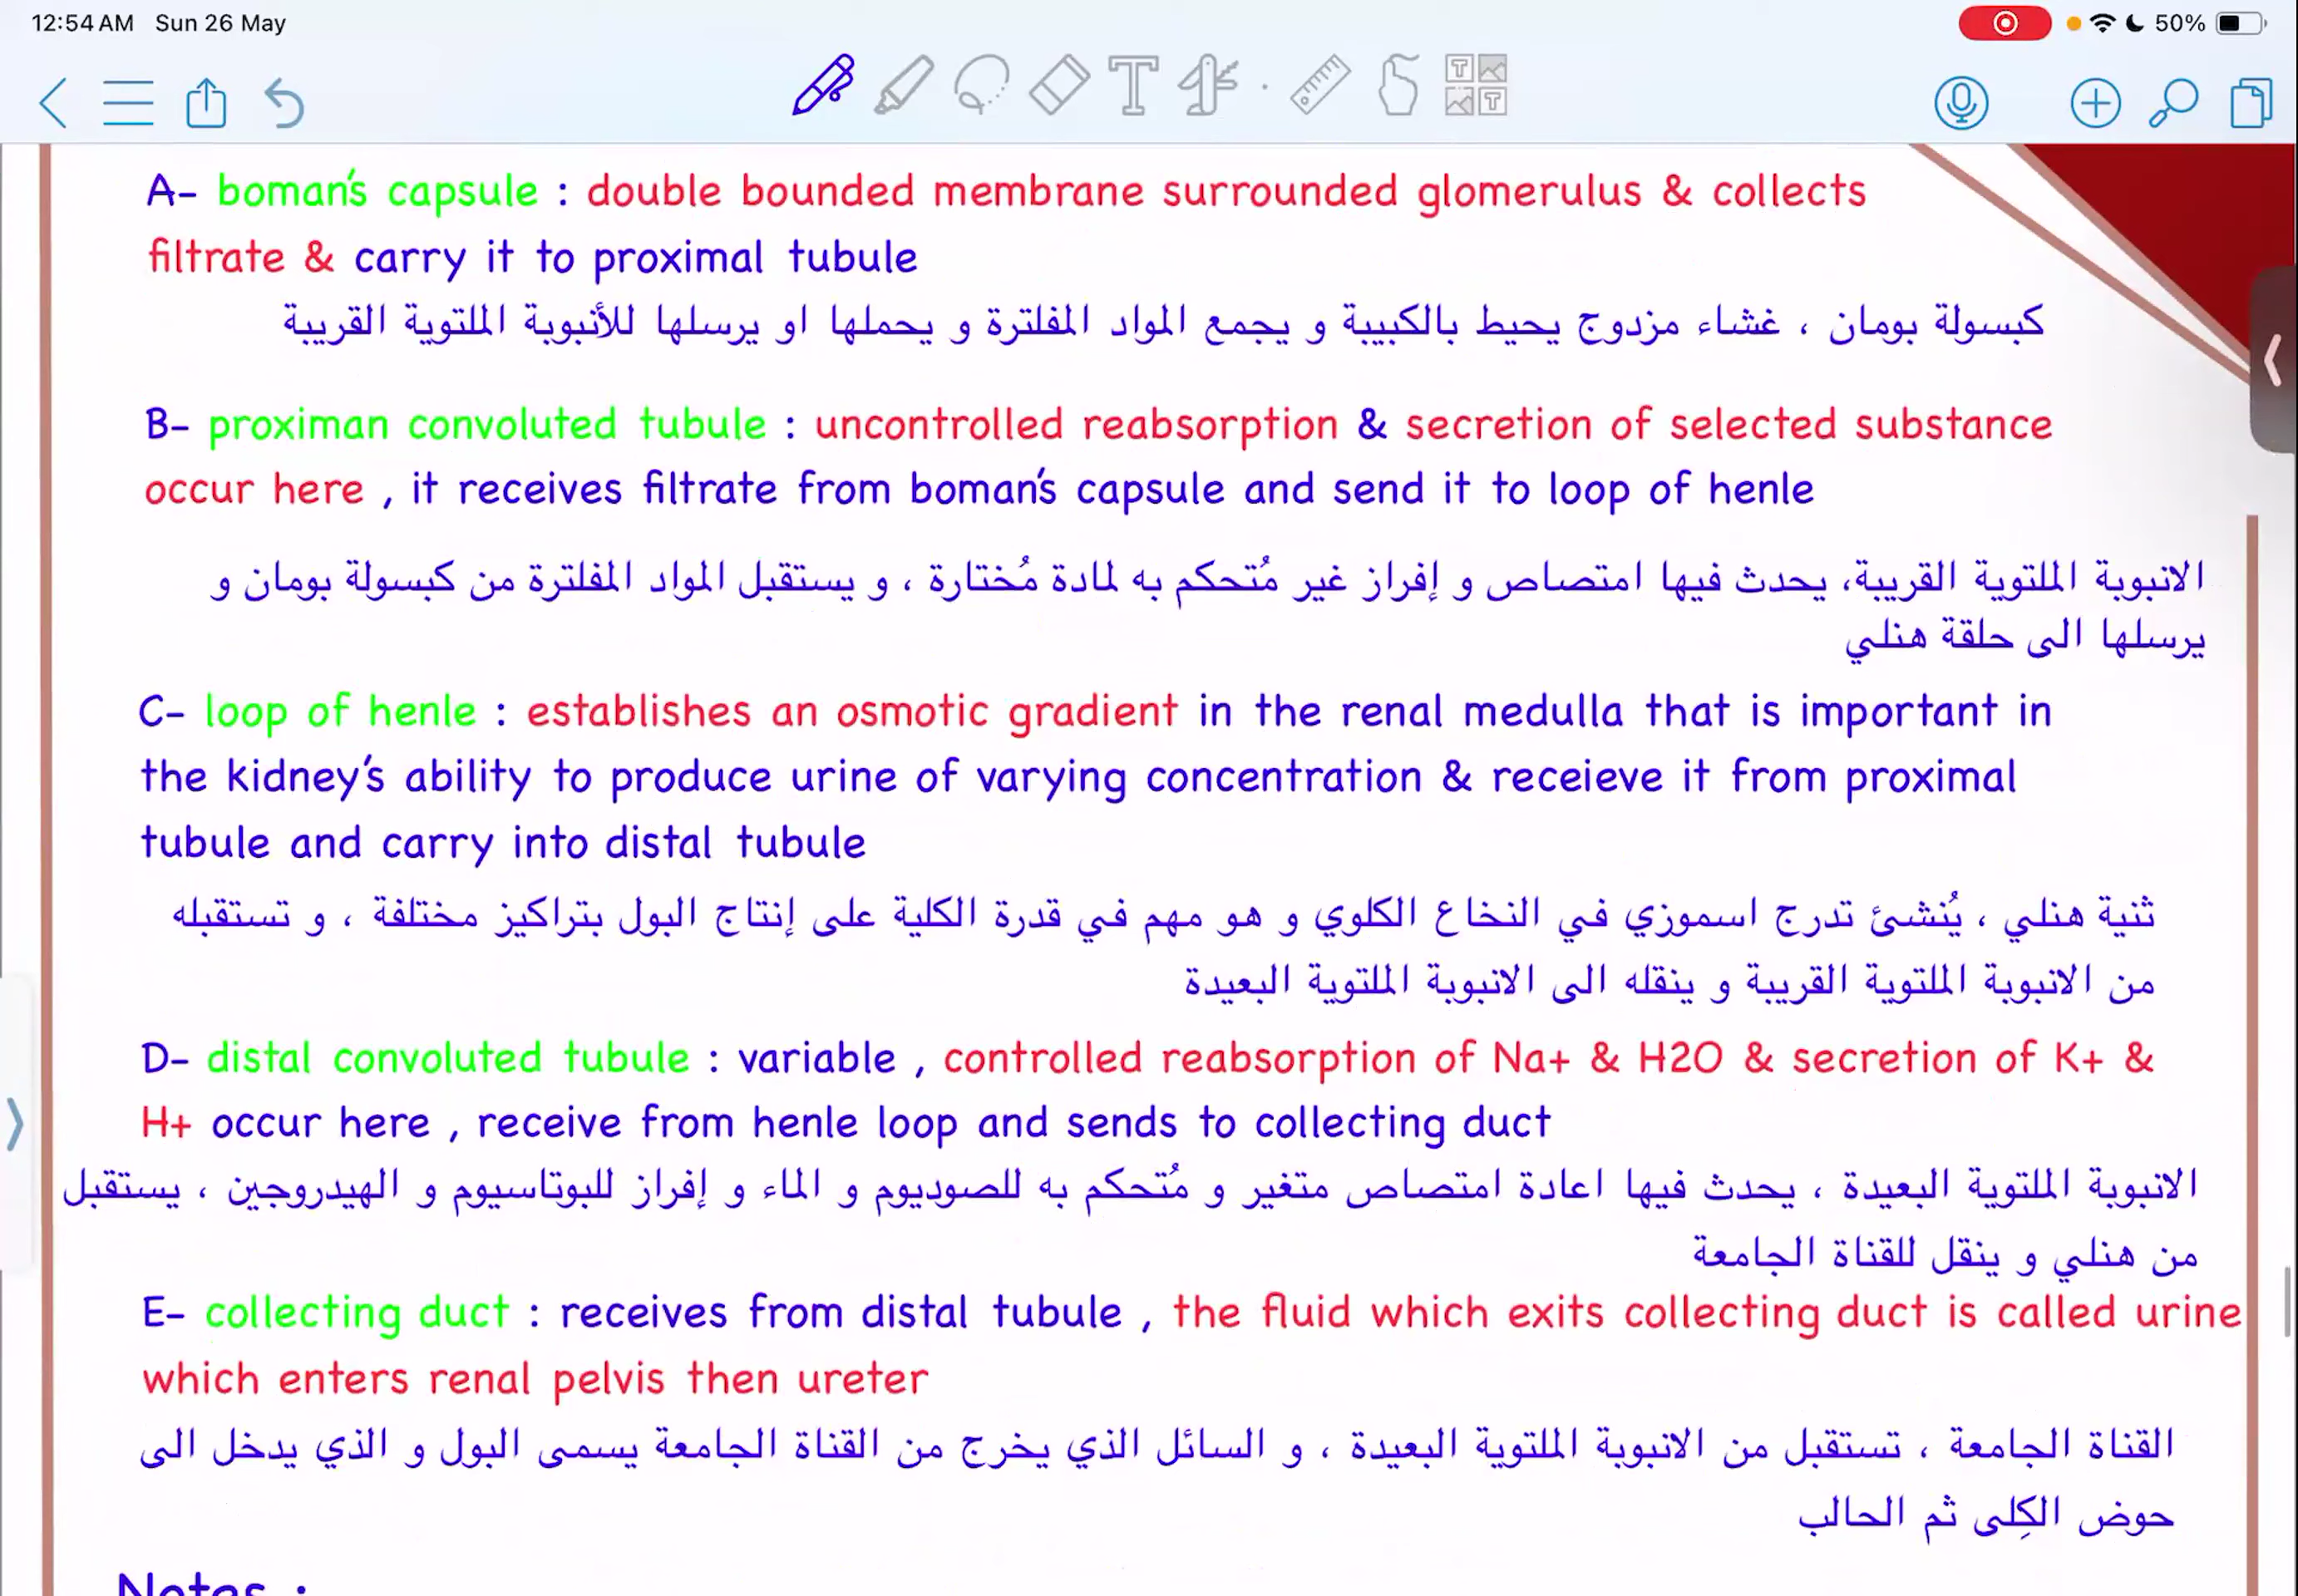 12:54 AM Sun 26 May 50%
A- boman's capsule : double bounded membrane surrounded glomerulus & collects
filtrate & carry it to proximal tubule
كبسولة بومان ، غشاء مزدوج يحيط بالكبيبة و يجمع المواد المفلترة و يحملها او يرسلها للأنبوبة الملتوية القريبة
B- proximan convoluted tubule : uncontrolled reabsorption & secretion of selected substance
occur here , it receives filtrate from boman's capsule and send it to loop of henle
الانبوبة الملتوية القريبة، يحدث فيها امتصاص و إفراز غير مُتحكم به لمادة مُختارة ، و يستقبل المواد المفلترة من كبسولة بومان و
يرسلها الى حلقة هنلي
C- loop of henle : establishes an osmotic gradient in the renal medulla that is important in
the kidney's ability to produce urine of varying concentration & receieve it from proximal
tubule and carry into distal tubule
ثنية هنلي ، يُنشئ تدرج اسموزي في النخاع الكلوي و هو مهم في قدرة الكلية على إنتاج البول بتراكيز مختلفة ، و تستقبله
من الانبوبة الملتوية القريبة و ينقله الى الانبوبة الملتوية البعيدة
D- distal convoluted tubule : variable , controlled reabsorption of Na+ & H2O & secretion of K+ &
H+ occur here , receive from henle loop and sends to collecting duct
الانبوبة الملتوية البعيدة ، يحدث فيها اعادة امتصاص متغير و مُتحكم به للصوديوم و الماء و إفراز للبوتاسيوم و الهيدروجين ، يستقبل
من هنلي و ينقل للقناة الجامعة
E- collecting duct : receives from distal tubule , the fluid which exits collecting duct is called urine
which enters renal pelvis then ureter
القناة الجامعة ، تستقبل من الانبوبة الملتوية البعيدة ، و السائل الذي يخرج من القناة الجامعة يسمى البول و الذي يدخل الى
حوض الكِلى ثم الحالب
Notes :